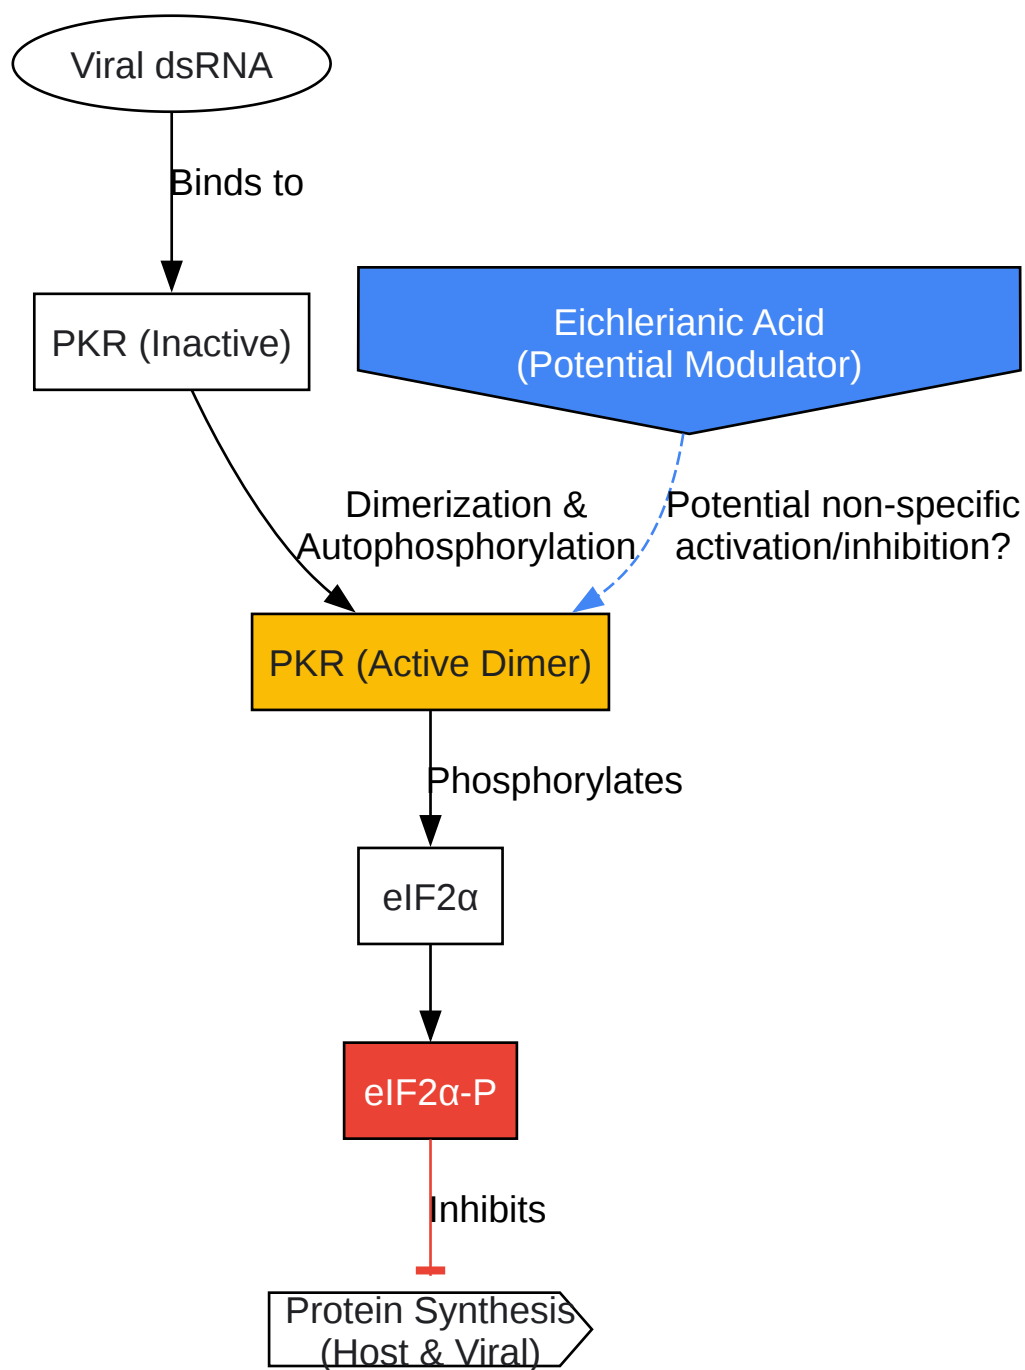 Viral dsRNA
Binds to
PKR (Inactive)
Eichlerianic Acid
(Potential Modulator)
Dimerization &
Autophosphorylation
Potential non-specific
activation/inhibition?
PKR (Active Dimer)
Phosphorylates
eIF2α
eIF2α-P
Inhibits
Protein Synthesis
(Host & Viral)